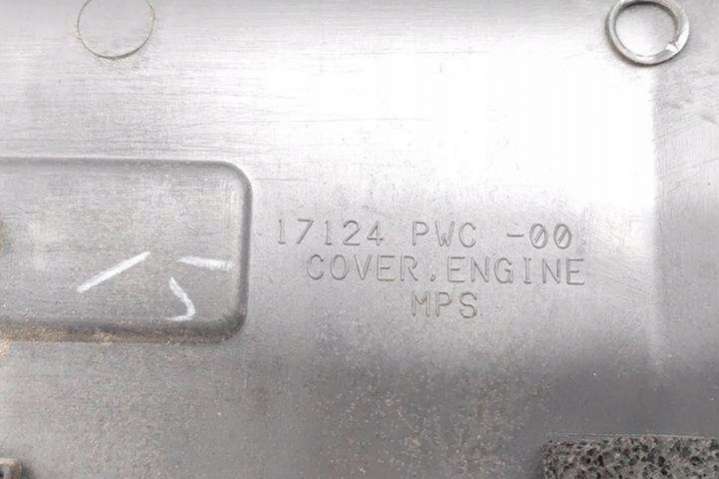 17124 PWC -00
COVER.ENGINE
MPS